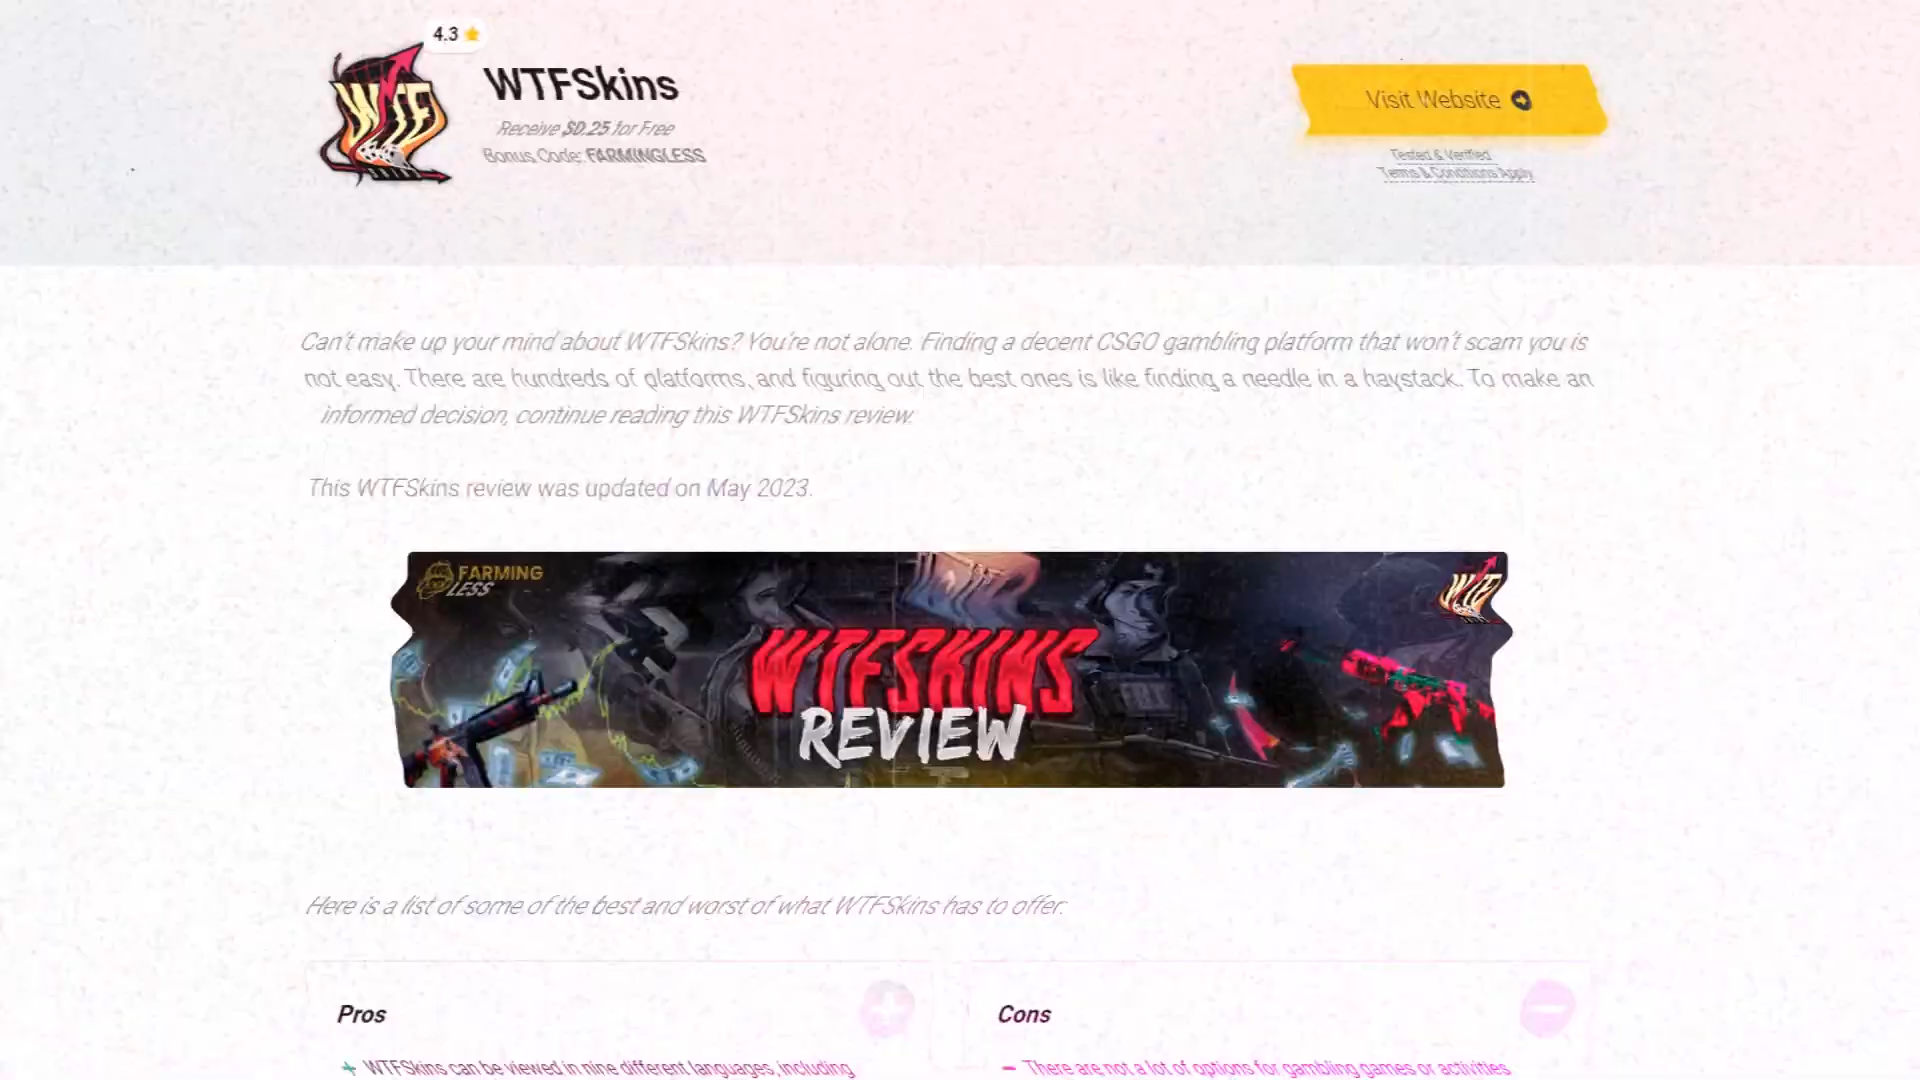 4.3
WTF
WTFSkins
Receive $0.25 for Free
Bonus Code: FARMINGLESS
Visit Website
Tested & Verified
Terms & Conditions Apply
Can't make up your mind about WTFSkins? You're not alone. Finding a decent CSGO gambling platform that won't scam you is
not easy. There are hundreds of platforms, and figuring out the best ones is like finding a needle in a haystack. To make an
informed decision, continue reading this WTFSkins review.
This WTFSkins review was updated on May 2023.
FARMING
LESS
WTF
WTFSKINS
REVIEW
Here is a list of some of the best and worst of what WTFSkins has to offer:
Pros
Cons
WTFSkins can be viewed in nine different languages, including
There are not a lot of options for gambling games or activities